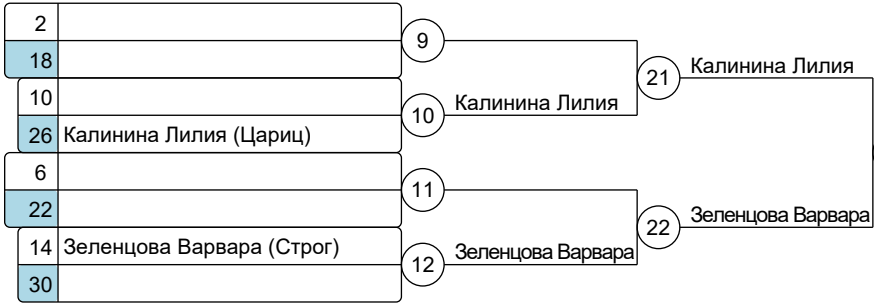 2
18
9
10
26 Калинина Лилия (Цариц)
10 Калинина Лилия
21 Калинина Лилия
6
22
11
14 Зеленцова Варвара (Строг)
30
12 Зеленцова Варвара
22 Зеленцова Варвара